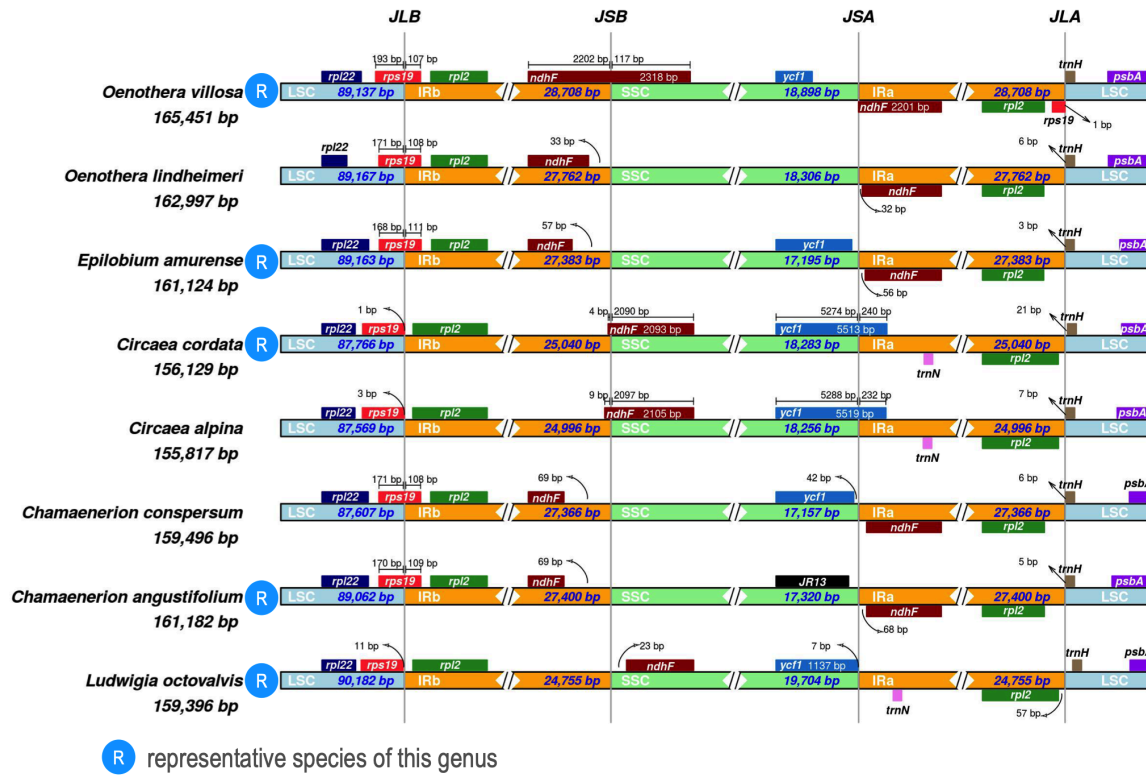 JLB JSB JSA JLA
193 bp 107 bp 2202 bp 117 bp trnH
rpl22 rps19 rpl2 ndhF 2318 bp ycf1 psbA
Oenothera villosa R LSC 89,137 bp IRb 28,708 bp SSC 18,898 bp IRa 28,708 bp LSC
165,451 bp ndhF 2201 bp rpl2 rps19 1 bp
rpl22 171 bp 108 bp 33 bp 6 bp trnH
rps19 rpl2 ndhF psbA
Oenothera lindheimeri LSC 89,167 bp IRb 27,762 bp SSC 18,306 bp IRa 27,762 bp LSC
162,997 bp ndhF rpl2
32 bp
168 bp 111 bp 57 bp 3 bp trnH
rpl22 rps19 rpl2 ndhF ycf1 psbA
Epilobium amurense R LSC 89,163 bp IRb 27,383 bp SSC 17,195 bp IRa 27,383 bp LSC
161,124 bp ndhF rpl2
56 bp
1 bp 4 bp 2090 bp 5274 bp 240 bp 21 bp trnH
rpl22 rps19 rpl2 ndhF 2093 bp ycf1 5513 bp psbA
Circaea cordata R LSC 87,766 bp IRb 25,040 bp SSC 18,283 bp IRa 25,040 bp LSC
156,129 bp trnN rpl2
3 bp 9 bp 2097 bp 5288 bp 232 bp 7 bp trnH
rpl22 rps19 rpl2 ndhF 2105 bp ycf1 5519 bp psbA
Circaea alpina LSC 87,569 bp IRb 24,996 bp SSC 18,256 bp IRa 24,996 bp LSC
155,817 bp trnN rpl2
171 bp 108 bp 69 bp 42 bp 6 bp trnH
rpl22 rps19 rpl2 ndhF ycf1
Chamaenerion conspersum LSC 87,607 bp IRb 27,366 bp SSC 17,157 bp IRa 27,366 bp LSC
159,496 bp ndhF rpl2
170 bp 109 bp 69 bp 5 bp trnH
rpl22 rps19 rpl2 ndhF JR13 psbA
Chamaenerion angustifolium R LSC 89,062 bp IRb 27,400 bp SSC 17,320 bp IRa 27,400 bp LSC
161,182 bp ndhF rpl2
68 bp
11 bp 23 bp 7 bp trnH
rpl22 rps19 rpl2 ndhF ycf1 1137 bp
Ludwigia octovalvis R LSC 90,182 bp IRb 24,755 bp SSC 19,704 bp IRa 24,755 bp LSC
159,396 bp trnN rpl2
57 bp
R representative species of this genus